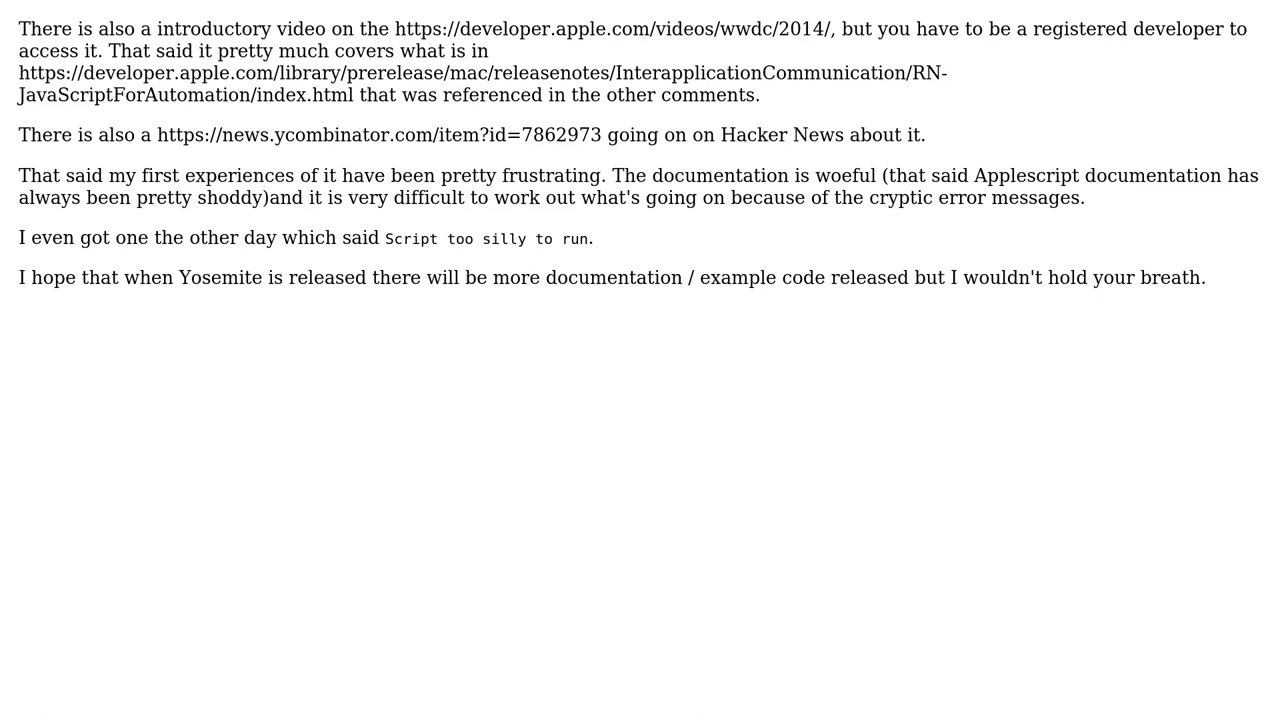 There is also a introductory video on the https://developer.apple.com/videos/wwdc/2014/, but you have to be a registered developer to
access it. That said it pretty much covers what is in
https://developer.apple.com/library/prerelease/mac/releasenotes/InterapplicationCommunication/RN-
JavaScriptForAutomation/index.html that was referenced in the other comments.
There is also a https://news.ycombinator.com/item?id=7862973 going on on Hacker News about it.
That said my first experiences of it have been pretty frustrating. The documentation is woeful (that said Applescript documentation has
always been pretty shoddy)and it is very difficult to work out what's going on because of the cryptic error messages.
I even got one the other day which said Script too silly to run.
I hope that when Yosemite is released there will be more documentation / example code released but I wouldn't hold your breath.